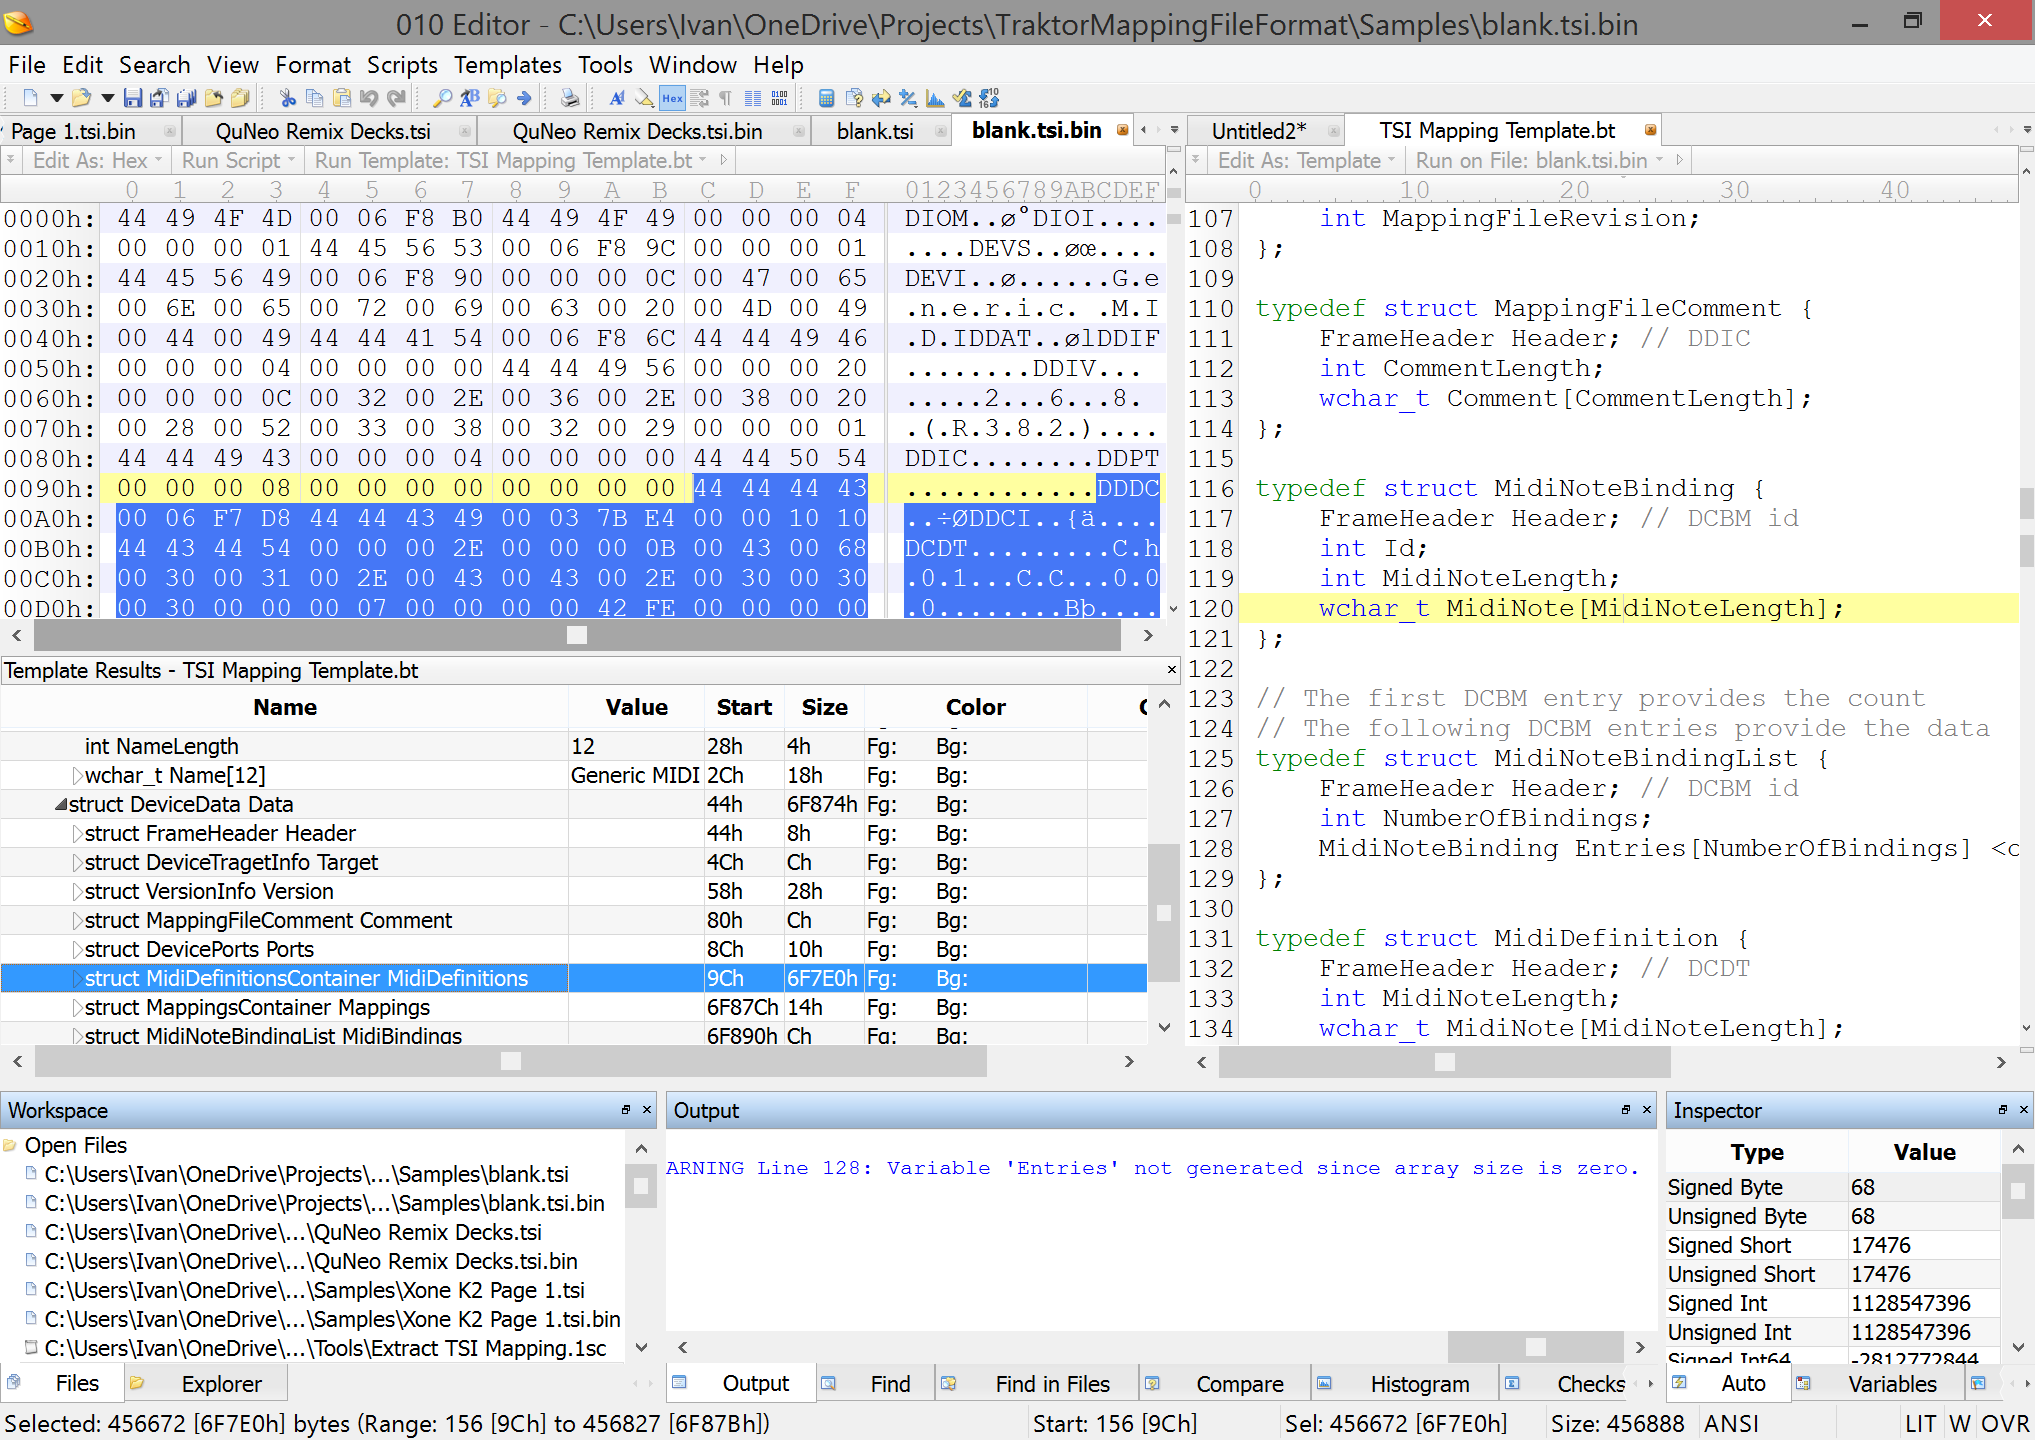 010 Editor - C:\Users\Ivan\OneDrive\Projects\TraktorMappingFileFormat\Samples\blank.tsi.bin
File Edit Search View Format Scripts Templates Tools Window Help
Page 1.tsi.bin QuNeo Remix Decks.tsi QuNeo Remix Decks.tsi.bin blank.tsi blank.tsi.bin
Edit As: Hex Run Script Run Template: TSI Mapping Template.bt
0 1 2 3 4 5 6 7 8 9 A B C D E F 0123456789ABCDEF
0000h: 44 49 4F 4D 00 06 F8 B0 44 49 4F 49 00 00 00 04 DIOM..ø°DIOI....
0010h: 00 00 00 01 44 45 56 53 00 06 F8 9C 00 00 00 01 ....DEVS..øœ....
0020h: 44 45 56 49 00 06 F8 90 00 00 00 0C 00 47 00 65 DEVI..ø......G.e
0030h: 00 6E 00 65 00 72 00 69 00 63 00 20 00 4D 00 49 .n.e.r.i.c. .M.I
0040h: 00 44 00 49 44 44 41 54 00 06 F8 6C 44 44 49 46 .D.IDDAT..ølDDIF
0050h: 00 00 00 04 00 00 00 00 44 44 49 56 00 00 00 20 ........DDIV...
0060h: 00 00 00 0C 00 32 00 2E 00 36 00 2E 00 38 00 20 .....2...6...8.
0070h: 00 28 00 52 00 33 00 38 00 32 00 29 00 00 00 01 .(.R.3.8.2.)....
0080h: 44 44 49 43 00 00 00 04 00 00 00 00 44 44 50 54 DDIC........DDPT
0090h: 00 00 00 08 00 00 00 00 00 00 00 00 44 44 44 43 ............DDDC
00A0h: 00 06 F7 D8 44 44 43 49 00 03 7B E4 00 00 10 10 ..÷ØDDCI..{ä....
00B0h: 44 43 44 54 00 00 00 2E 00 00 00 0B 00 43 00 68 DCDT.........C.h
00C0h: 00 30 00 31 00 2E 00 43 00 43 00 2E 00 30 00 30 .0.1...C.C...0.0
00D0h: 00 30 00 00 00 07 00 00 00 00 42 FE 00 00 00 00 .0........Bþ....
Template Results - TSI Mapping Template.bt
Name Value Start Size Color
int NameLength 12 28h 4h Fg: Bg:
wchar_t Name[12] Generic MIDI 2Ch 18h Fg: Bg:
struct DeviceData Data 44h 6F874h Fg: Bg:
struct FrameHeader Header 44h 8h Fg: Bg:
struct DeviceTragetInfo Target 4Ch Ch Fg: Bg:
struct VersionInfo Version 58h 28h Fg: Bg:
struct MappingFileComment Comment 80h Ch Fg: Bg:
struct DevicePorts Ports 8Ch 10h Fg: Bg:
struct MidiDefinitionsContainer MidiDefinitions 9Ch 6F7E0h Fg: Bg:
struct MappingsContainer Mappings 6F87Ch 14h Fg: Bg:
struct MidiNoteBindingList MidiBindings 6F890h Ch Fg: Bg:
Untitled2* TSI Mapping Template.bt
Edit As: Template Run on File: blank.tsi.bin
0 10 20 30 40
107 int MappingFileRevision;
108 };
109
110 typedef struct MappingFileComment {
111 FrameHeader Header; // DDIC
112 int CommentLength;
113 wchar_t Comment[CommentLength];
114 };
115
116 typedef struct MidiNoteBinding {
117 FrameHeader Header; // DCBM id
118 int Id;
119 int MidiNoteLength;
120 wchar_t MidiNote[MidiNoteLength];
121 };
122
123 // The first DCBM entry provides the count
124 // The following DCBM entries provide the data
125 typedef struct MidiNoteBindingList {
126 FrameHeader Header; // DCBM id
127 int NumberOfBindings;
128 MidiNoteBinding Entries[NumberOfBindings] <o
129 };
130
131 typedef struct MidiDefinition {
132 FrameHeader Header; // DCDT
133 int MidiNoteLength;
134 wchar_t MidiNote[MidiNoteLength];
Workspace
Open Files
C:\Users\Ivan\OneDrive\Projects\...\Samples\blank.tsi
C:\Users\Ivan\OneDrive\Projects\...\Samples\blank.tsi.bin
C:\Users\Ivan\OneDrive\...\QuNeo Remix Decks.tsi
C:\Users\Ivan\OneDrive\...\QuNeo Remix Decks.tsi.bin
C:\Users\Ivan\OneDrive\...\Samples\Xone K2 Page 1.tsi
C:\Users\Ivan\OneDrive\...\Samples\Xone K2 Page 1.tsi.bin
C:\Users\Ivan\OneDrive\...\Tools\Extract TSI Mapping.1sc
Files Explorer
Output
ARNING Line 128: Variable 'Entries' not generated since array size is zero.
Output Find Find in Files Compare Histogram Checks
Inspector
Type Value
Signed Byte 68
Unsigned Byte 68
Signed Short 17476
Unsigned Short 17476
Signed Int 1128547396
Unsigned Int 1128547396
Signed Int64 -2812772844
Auto Variables
Selected: 456672 [6F7E0h] bytes (Range: 156 [9Ch] to 456827 [6F87Bh]) Start: 156 [9Ch] Sel: 456672 [6F7E0h] Size: 456888 ANSI LIT W OVR